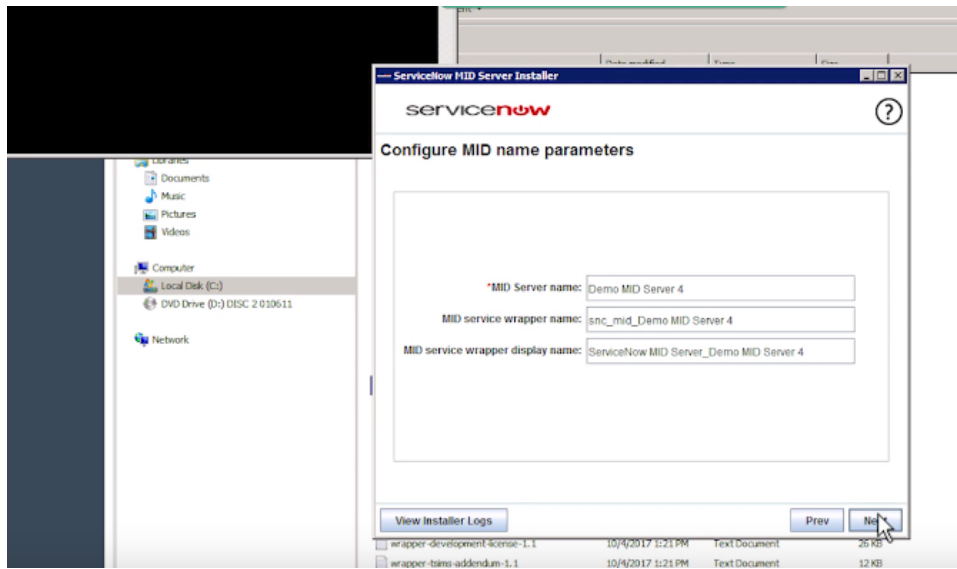 Date modified Type Size
ServiceNow MID Server Installer
servicenow
?
Configure MID name parameters
Libraries
Documents
Music
Pictures
Videos
Computer
Local Disk (C:)
DVD Drive (D:) DISC 2 010611
Network
*MID Server name: Demo MID Server 4
MID service wrapper name: snc_mid_Demo MID Server 4
MID service wrapper display name: ServiceNow MID Server_Demo MID Server 4
View Installer Logs Prev Next
wrapper-development-license-1.1 10/4/2017 1:21 PM Text Document 26 KB
wrapper-tsims-addendum-1.1 10/4/2017 1:21 PM Text Document 12 KB